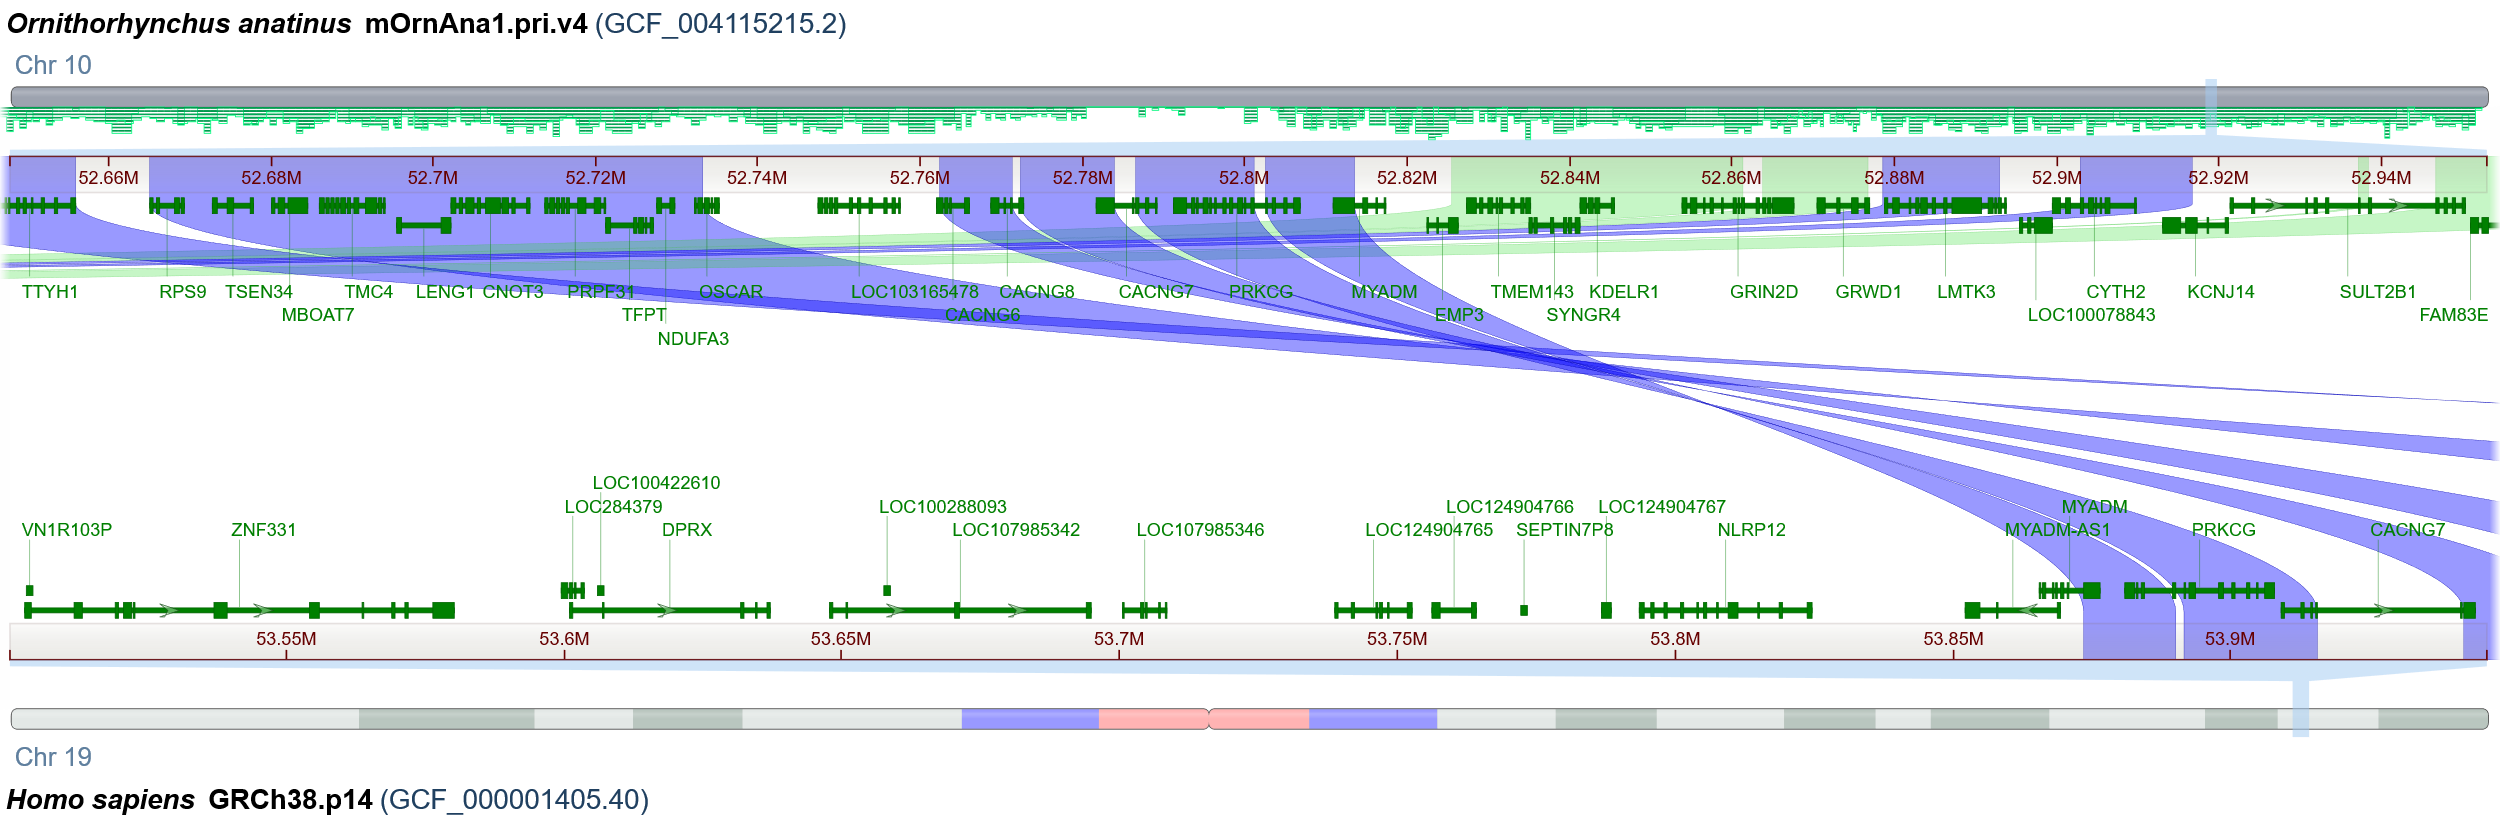 Ornithorhynchus anatinus mOrnAna1.pri.v4 (GCF_004115215.2)
Chr 10
52.66M 52.68M 52.7M 52.72M 52.74M 52.76M 52.78M 52.8M 52.82M 52.84M 52.86M 52.88M 52.9M 52.92M 52.94M
TTYH1 RPS9 TSEN34 TMC4 LENG1 CNOT3 PRPF31 OSCAR LOC103165478 CACNG8 CACNG7 PRKCG MYADM TMEM143 KDELR1 GRIN2D GRWD1 LMTK3 CYTH2 KCNJ14 SULT2B1
MBOAT7 TFPT CACNG6 EMP3 SYNGR4 LOC100078843 FAM83E
NDUFA3
LOC100422610
LOC284379 LOC100288093 LOC124904766 LOC124904767 MYADM
VN1R103P ZNF331 DPRX LOC107985342 LOC107985346 LOC124904765 SEPTIN7P8 NLRP12 MYADM-AS1 PRKCG CACNG7
53.55M 53.6M 53.65M 53.7M 53.75M 53.8M 53.85M 53.9M
Chr 19
Homo sapiens GRCh38.p14 (GCF_000001405.40)